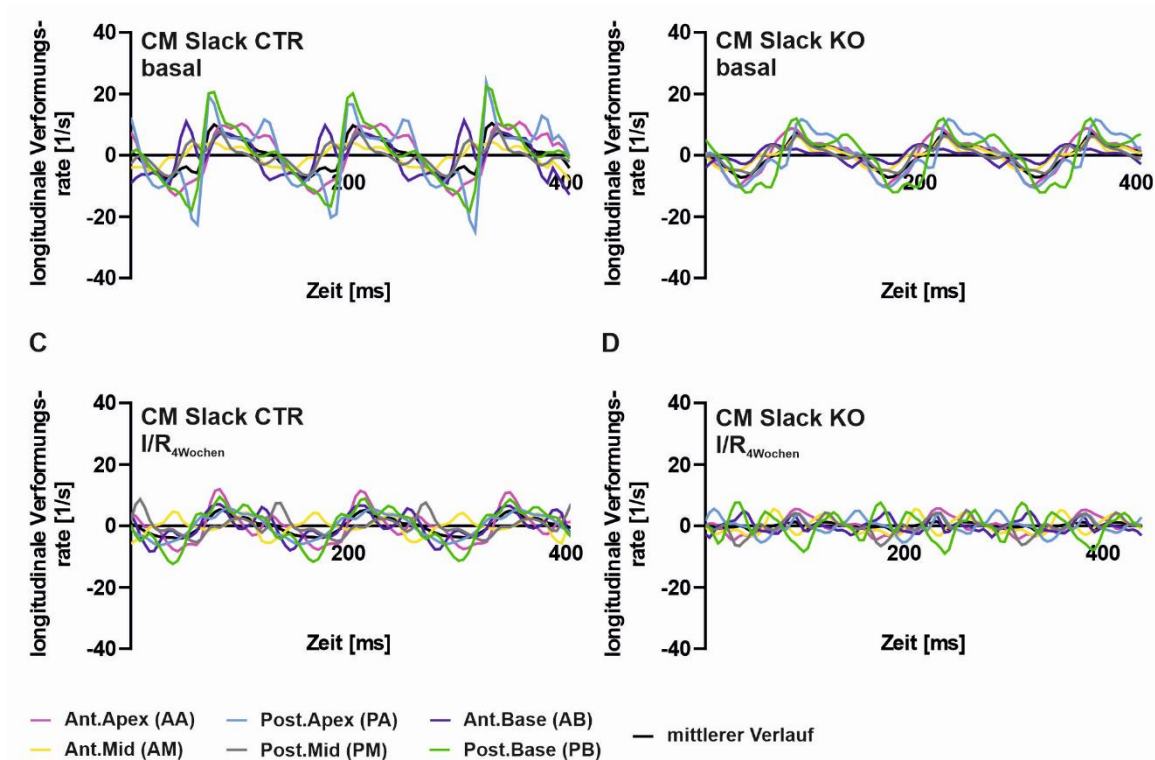 longitudinale Verformungs-
rate [1/s]
40
20
0
-20
-40
CM Slack CTR
basal
200
400
Zeit [ms]
longitudinale Verformungs-
rate [1/s]
40
20
0
-20
-40
CM Slack KO
basal
200
400
Zeit [ms]
C
longitudinale Verformungs-
rate [1/s]
40
20
0
-20
-40
CM Slack CTR
I/R4Wochen
200
400
Zeit [ms]
D
longitudinale Verformungs-
rate [1/s]
40
20
0
-20
-40
CM Slack KO
I/R4Wochen
200
400
Zeit [ms]
Ant.Apex (AA)
Post.Apex (PA)
Ant.Base (AB)
mittlerer Verlauf
Ant.Mid (AM)
Post.Mid (PM)
Post.Base (PB)